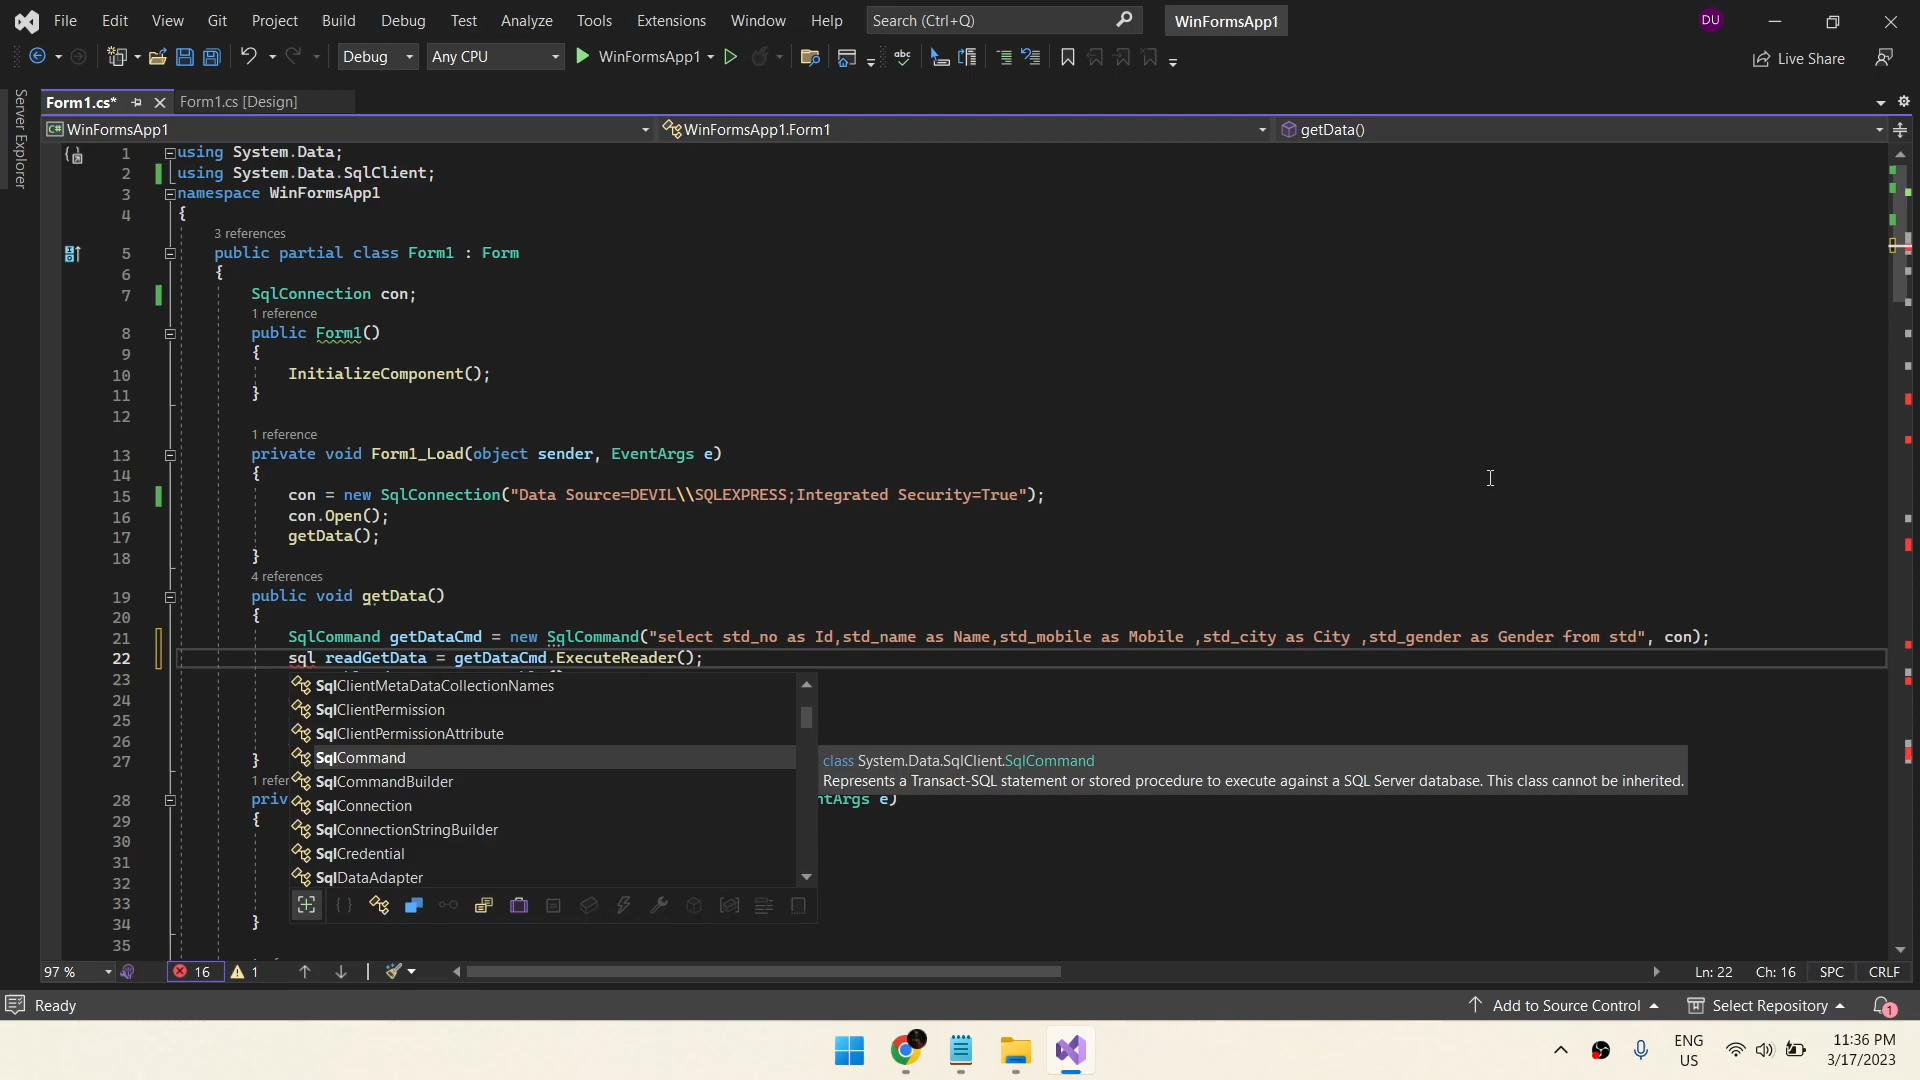 File Edit View Git Project Build Debug Test Analyze Tools Extensions Window Help Search (Ctrl+Q) WinFormsApp1 DU
Debug Any CPU WinFormsApp1 abc Live Share
Server Explorer
Form1.cs* Form1.cs [Design]
C# WinFormsApp1 WinFormsApp1.Form1 getData()
1 using System.Data;
2 using System.Data.SqlClient;
3 namespace WinFormsApp1
4 {
3 references
5 public partial class Form1 : Form
6 {
7 SqlConnection con;
1 reference
8 public Form1()
9 {
10 InitializeComponent();
11 }
12
1 reference
13 private void Form1_Load(object sender, EventArgs e)
14 {
15 con = new SqlConnection("Data Source=DEVIL\\SQLEXPRESS;Integrated Security=True");
16 con.Open();
17 getData();
18 }
4 references
19 public void getData()
20 {
21 SqlCommand getDataCmd = new SqlCommand("select std_no as Id,std_name as Name,std_mobile as Mobile ,std_city as City ,std_gender as Gender from std", con);
22 sql readGetData = getDataCmd.ExecuteReader();
23 SqlClientMetaDataCollectionNames
24 SqlClientPermission
25 SqlClientPermissionAttribute
26 SqlCommand
27 }
class System.Data.SqlClient.SqlCommand
Represents a Transact-SQL statement or stored procedure to execute against a SQL Server database. This class cannot be inherited.
1 refer SqlCommandBuilder
28 priv SqlConnection ntArgs e)
29 { SqlConnectionStringBuilder
30 SqlCredential
31 SqlDataAdapter
32
33
34 }
35
97 % 16 1 Ln: 22 Ch: 16 SPC CRLF
Ready Add to Source Control Select Repository 1
ENG US 11:36 PM 3/17/2023